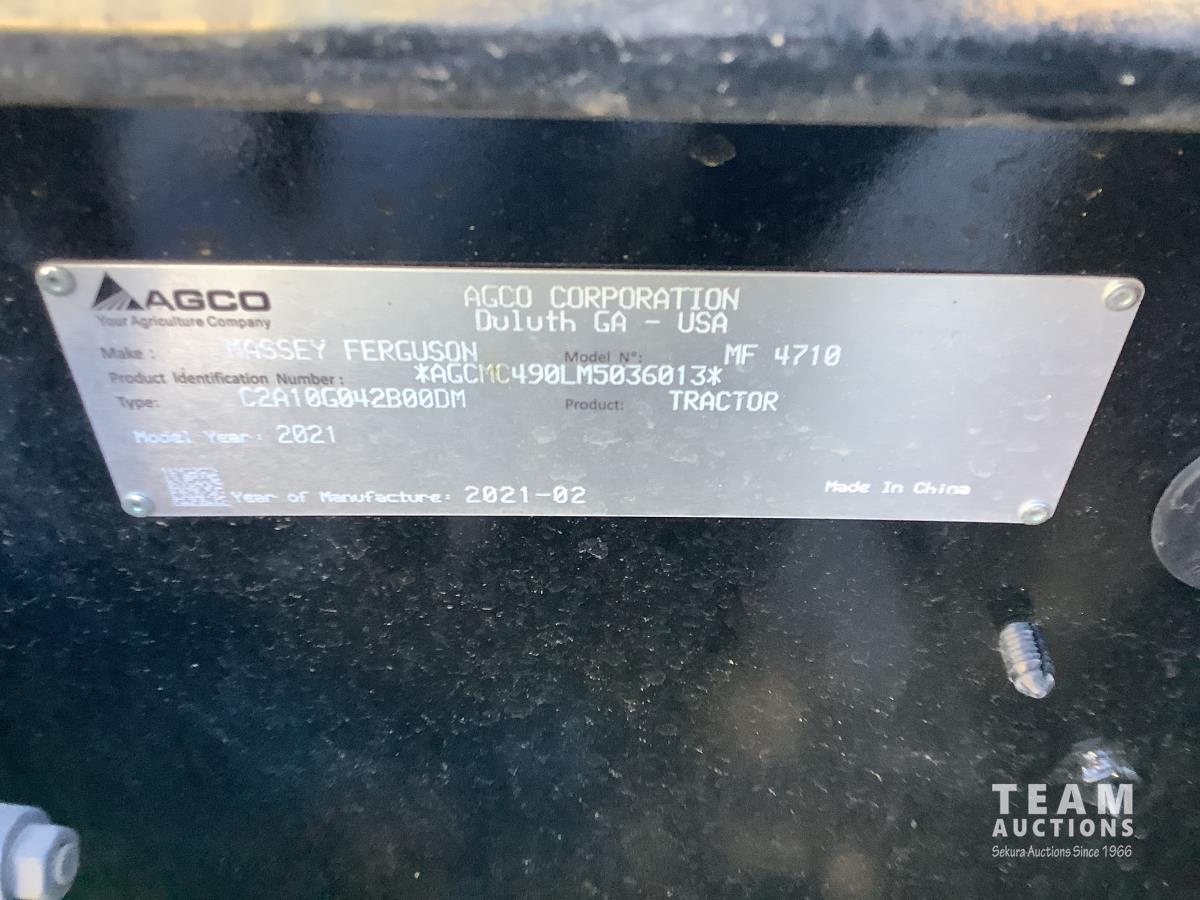 AGCO
Your Agriculture Company
AGCO CORPORATION
Duluth GA - USA
Make : MASSEY FERGUSON Model N°: MF 4710
Product Identification Number : *AGCMC490LM5036013*
Type: C2A10G042B00DM Product: TRACTOR
Model Year: 2021
Year of Manufacture: 2021-02 Made In China
TEAM
AUCTIONS
Sekura Auctions Since 1966